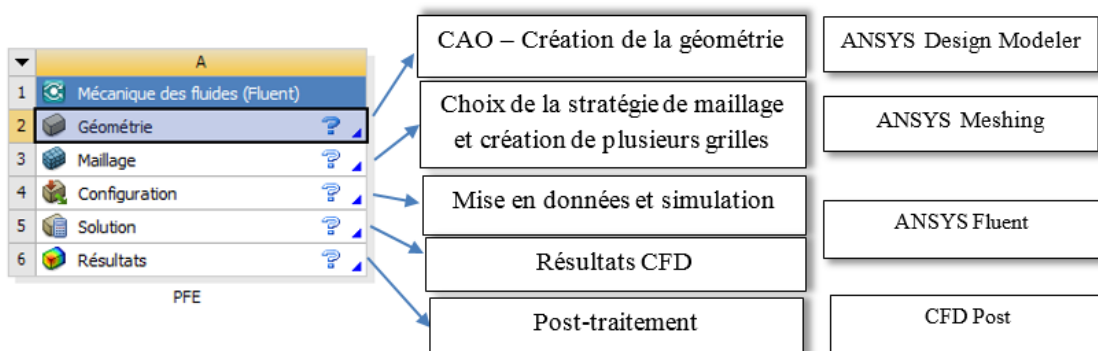 A
1 Mécanique des fluides (Fluent)
2 Géométrie ?
3 Maillage ?
4 Configuration ?
5 Solution ?
6 Résultats ?
PFE
CAO – Création de la géométrie
Choix de la stratégie de maillage
et création de plusieurs grilles
Mise en données et simulation
Résultats CFD
Post-traitement
ANSYS Design Modeler
ANSYS Meshing
ANSYS Fluent
CFD Post